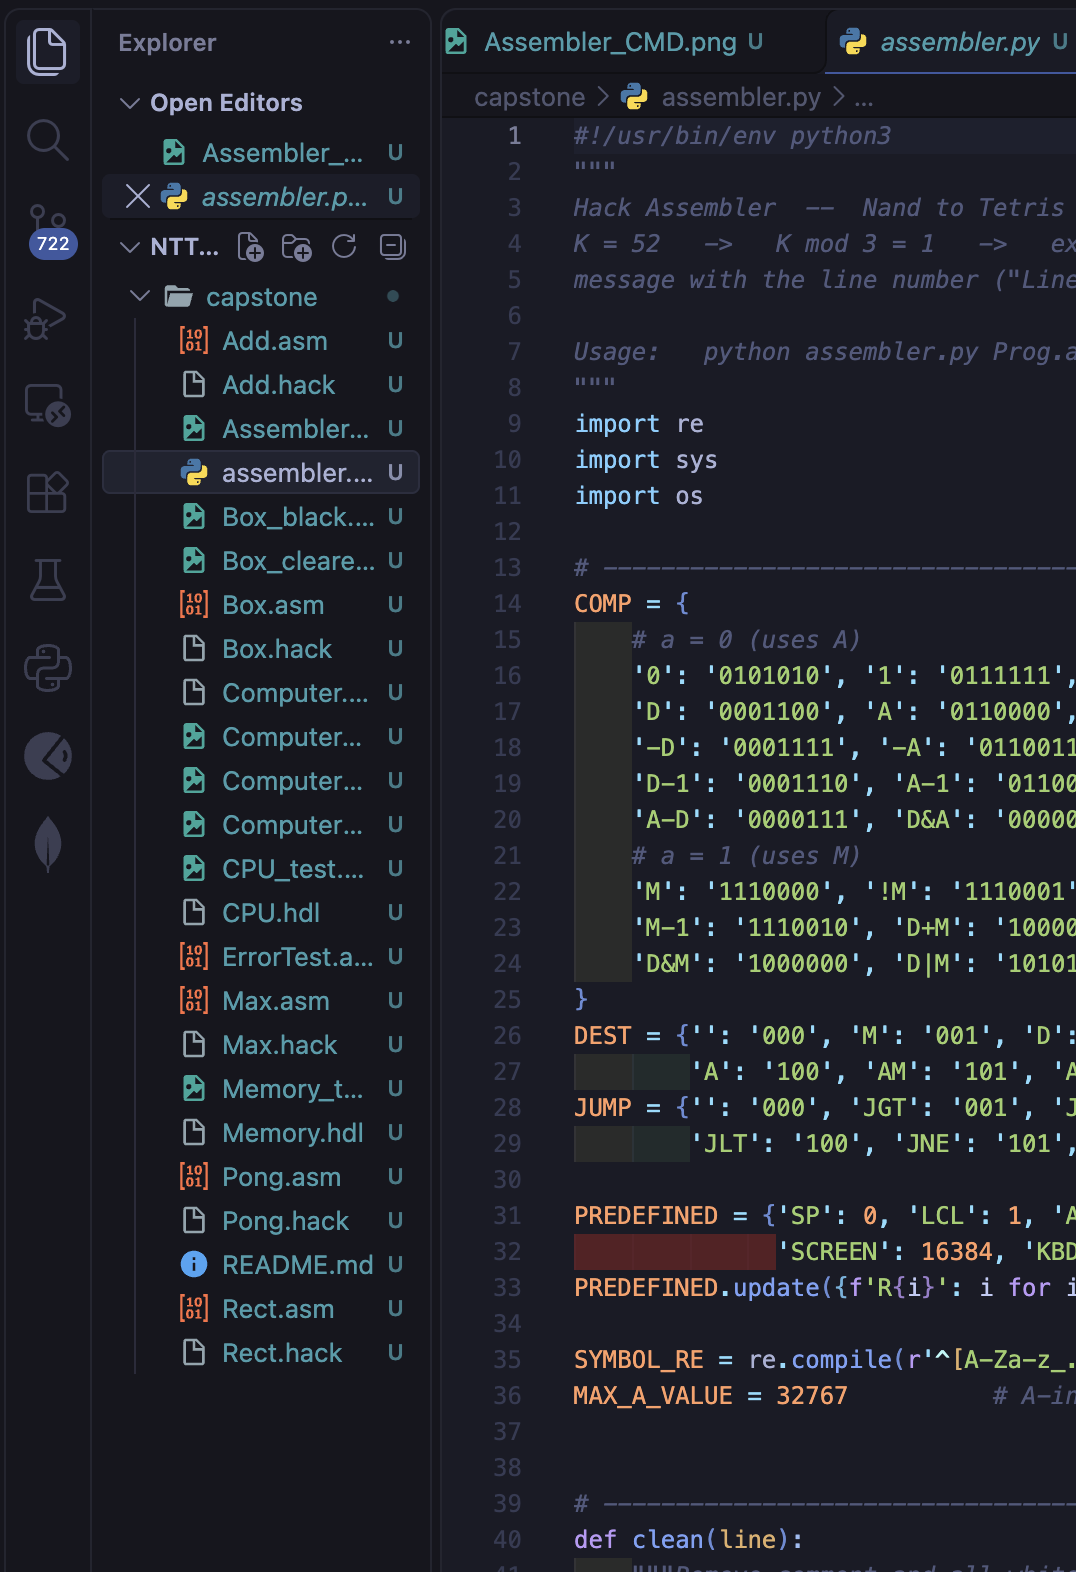 Explorer
Assembler_CMD.png U
assembler.py U
capstone > assembler.py > ...
Open Editors
Assembler_... U
assembler.p... U
722
NTT...
capstone
Add.asm U
Add.hack U
Assembler... U
assembler.... U
Box_black.... U
Box_cleare... U
Box.asm U
Box.hack U
Computer.... U
Computer... U
Computer... U
Computer... U
CPU_test.... U
CPU.hdl U
ErrorTest.a... U
Max.asm U
Max.hack U
Memory_t... U
Memory.hdl U
Pong.asm U
Pong.hack U
README.md U
Rect.asm U
Rect.hack U
1 #!/usr/bin/env python3
2 """
3 Hack Assembler -- Nand to Tetris
4 K = 52 -> K mod 3 = 1 -> ex
5 message with the line number ("Line
6
7 Usage: python assembler.py Prog.a
8 """
9 import re
10 import sys
11 import os
12
13 # ---------------------------------
14 COMP = {
15 # a = 0 (uses A)
16 '0': '0101010', '1': '0111111',
17 'D': '0001100', 'A': '0110000',
18 '-D': '0001111', '-A': '0110011
19 'D-1': '0001110', 'A-1': '01100
20 'A-D': '0000111', 'D&A': '00000
21 # a = 1 (uses M)
22 'M': '1110000', '!M': '1110001'
23 'M-1': '1110010', 'D+M': '10000
24 'D&M': '1000000', 'D|M': '10101
25 }
26 DEST = {'': '000', 'M': '001', 'D':
27 'A': '100', 'AM': '101', 'A
28 JUMP = {'': '000', 'JGT': '001', 'J
29 'JLT': '100', 'JNE': '101',
30
31 PREDEFINED = {'SP': 0, 'LCL': 1, 'A
32 'SCREEN': 16384, 'KBD
33 PREDEFINED.update({f'R{i}': i for i
34
35 SYMBOL_RE = re.compile(r'^[A-Za-z_.
36 MAX_A_VALUE = 32767 # A-in
37
38
39 # ---------------------------------
40 def clean(line):